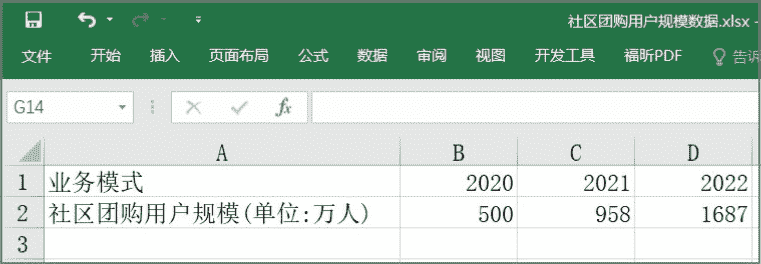 社区团购用户规模数据.xlsx -
文件 开始 插入 页面布局 公式 数据 审阅 视图 开发工具 福昕PDF 告诉
G14 fx
A B C D
1 业务模式 2020 2021 2022
2 社区团购用户规模(单位:万人) 500 958 1687
3